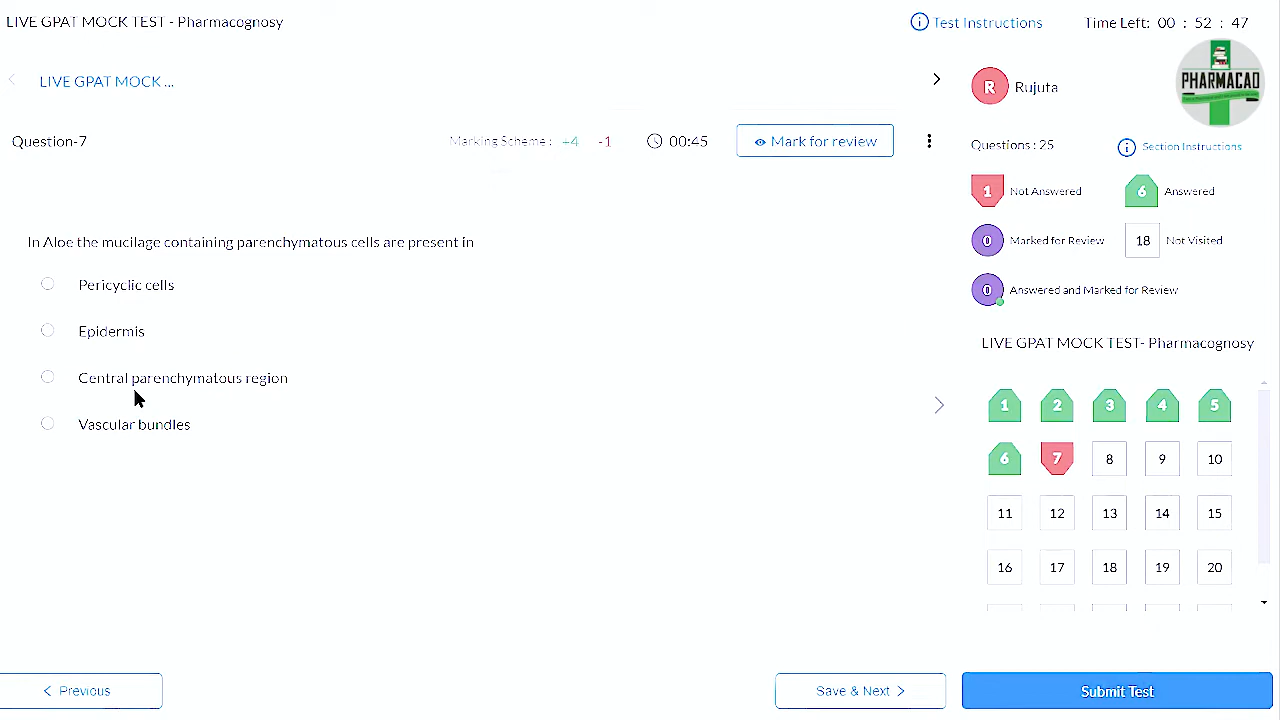 LIVE GPAT MOCK TEST - Pharmacognosy
Test Instructions
Time Left: 00 : 52 : 47
LIVE GPAT MOCK ...
R
Rujuta
PHARMACAD
Question-7
Marking Scheme : +4 -1
00:45
Mark for review
Questions : 25
Section Instructions
1 Not Answered
6 Answered
0 Marked for Review
18 Not Visited
0 Answered and Marked for Review
In Aloe the mucilage containing parenchymatous cells are present in
Pericyclic cells
Epidermis
Central parenchymatous region
Vascular bundles
LIVE GPAT MOCK TEST- Pharmacognosy
1 2 3 4 5
6 7 8 9 10
11 12 13 14 15
16 17 18 19 20
Previous
Save & Next
Submit Test